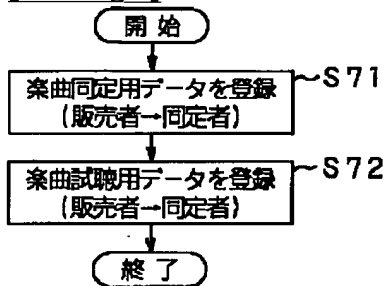 開始
楽曲同定用データを登録
(販売者→同定者)
~S71
楽曲試聴用データを登録
(販売者→同定者)
~S72
終了